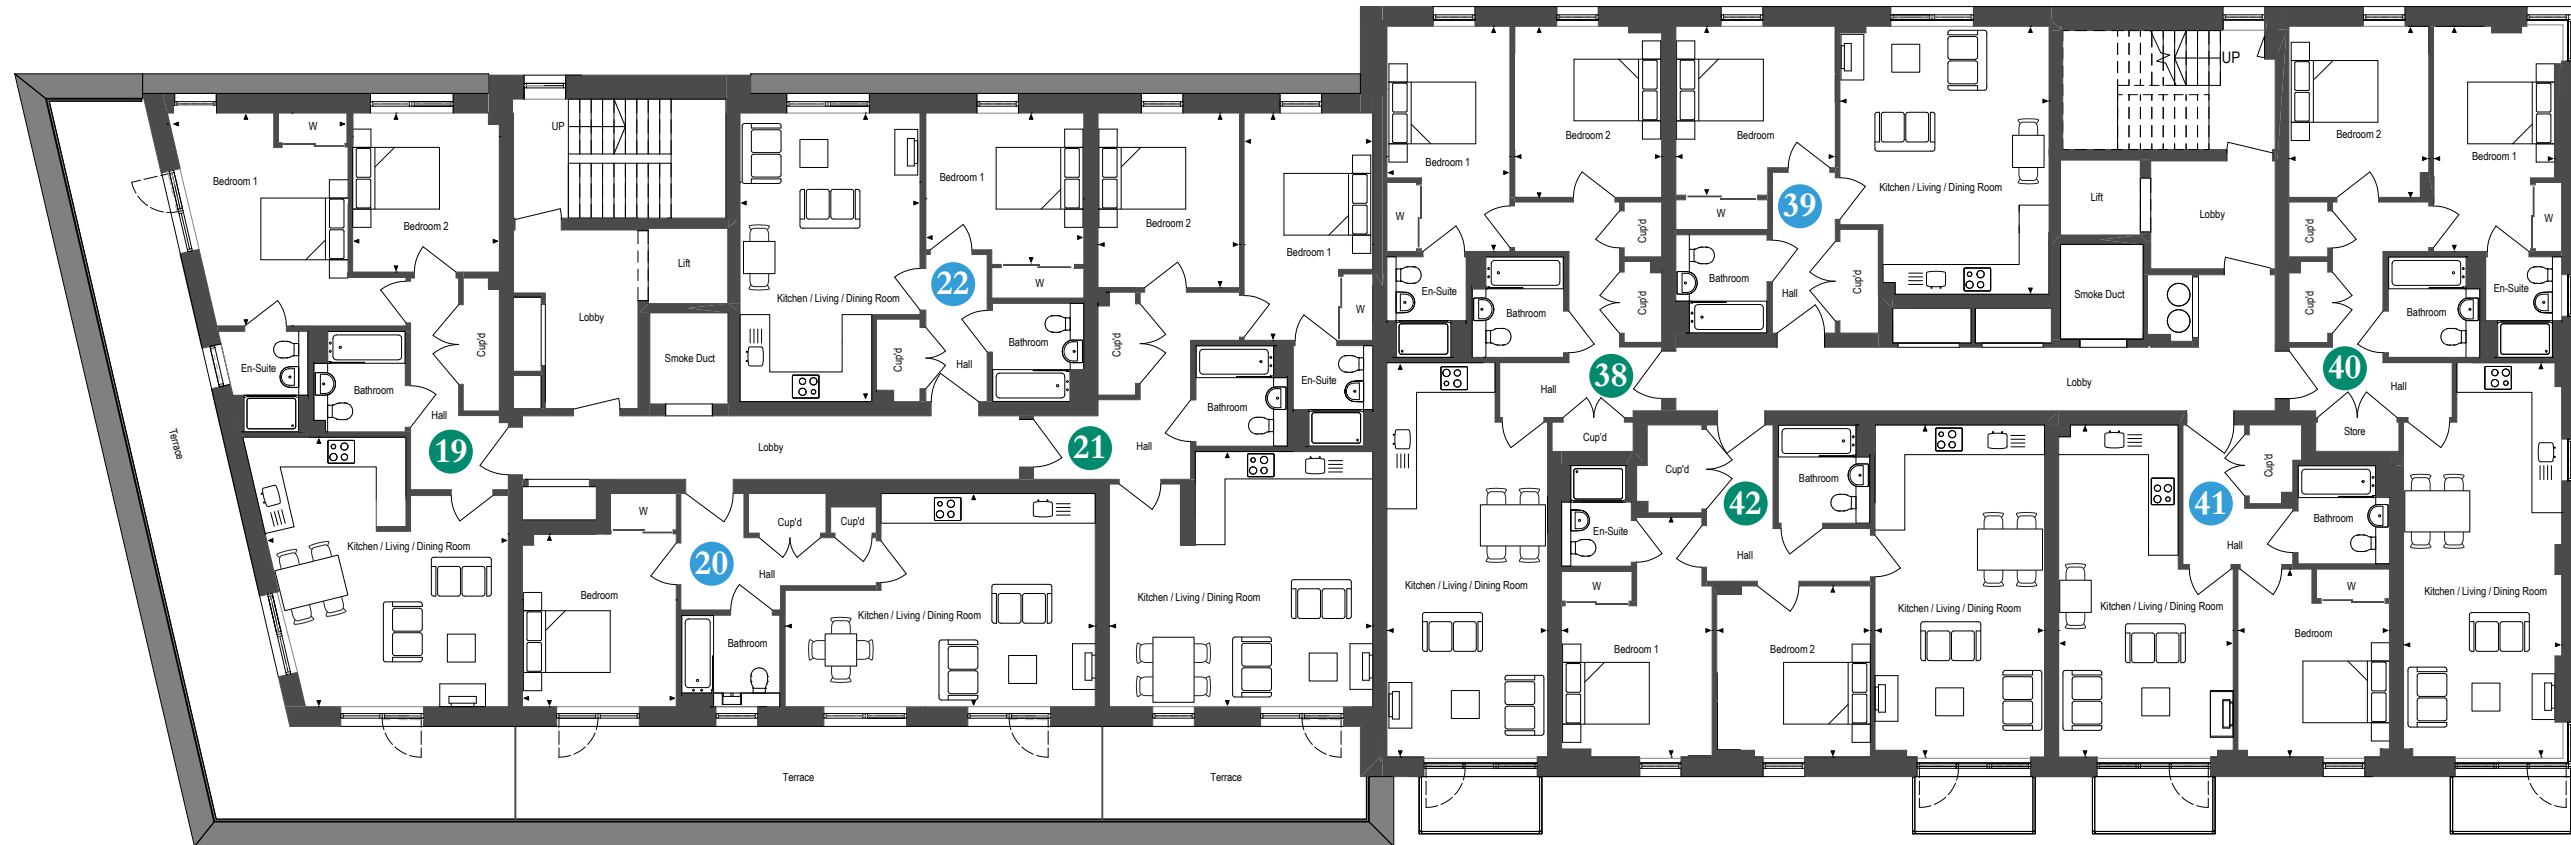 Terrace
Bedroom 1
W
Bedroom 2
En-Suite
Bathroom
Cup'd
Hall
19
Kitchen / Living / Dining Room
UP
Lobby
Lift
Smoke Duct
Lobby
Kitchen / Living / Dining Room
Bedroom 1
22
W
Cup'd
Hall
Bathroom
Bedroom 2
Bedroom 1
W
Cup'd
En-Suite
Bathroom
21
Hall
Kitchen / Living / Dining Room
W
Cup'd
Cup'd
20
Hall
Bedroom
Bathroom
Kitchen / Living / Dining Room
Terrace
Terrace
Bedroom 1
Bedroom 2
W
Cup'd
Cup'd
En-Suite
Bathroom
Hall
38
Cup'd
Kitchen / Living / Dining Room
Bedroom
W
39
Kitchen / Living / Dining Room
Bathroom
Hall
Cup'd
UP
Lift
Lobby
Smoke Duct
Lobby
Bedroom 2
Bedroom 1
W
Cup'd
Cup'd
En-Suite
Bathroom
40
Hall
Store
Kitchen / Living / Dining Room
Cup'd
Bathroom
42
En-Suite
Hall
W
Bedroom 1
Bedroom 2
Kitchen / Living / Dining Room
Cup'd
41
Bathroom
Hall
W
Bedroom
Kitchen / Living / Dining Room